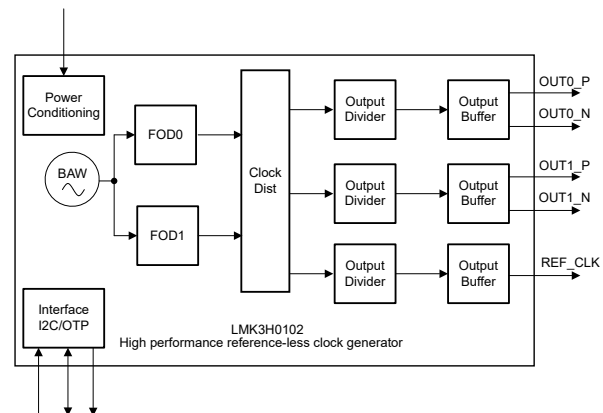 OUT0_P
Power
Conditioning
Output
Divider
Output
Buffer
OUT0_N
FOD0
BAW
Clock
Dist
OUT1_P
Output
Divider
Output
Buffer
OUT1_N
FOD1
REF_CLK
Output
Divider
Output
Buffer
Interface
I2C/OTP
LMK3H0102
High performance reference-less clock generator